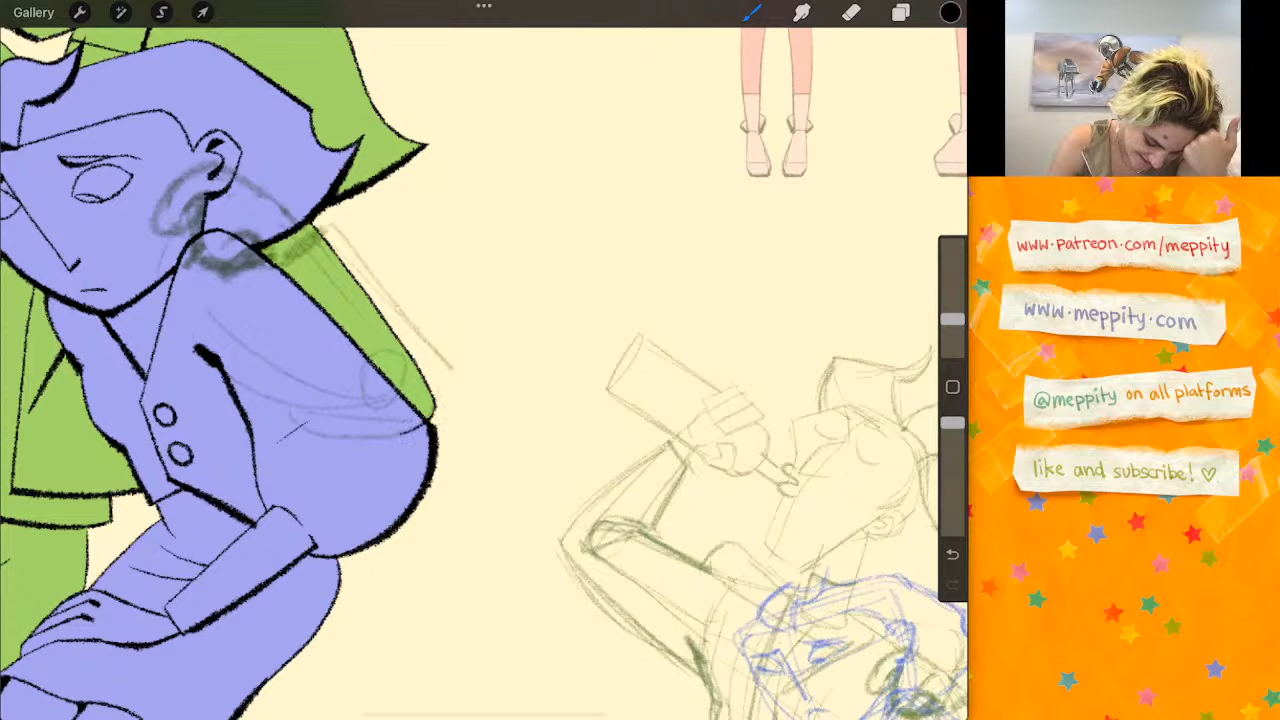 Gallery
www.patreon.com/meppity
www.meppity.com
@meppity on all platforms
like and subscribe! ♡